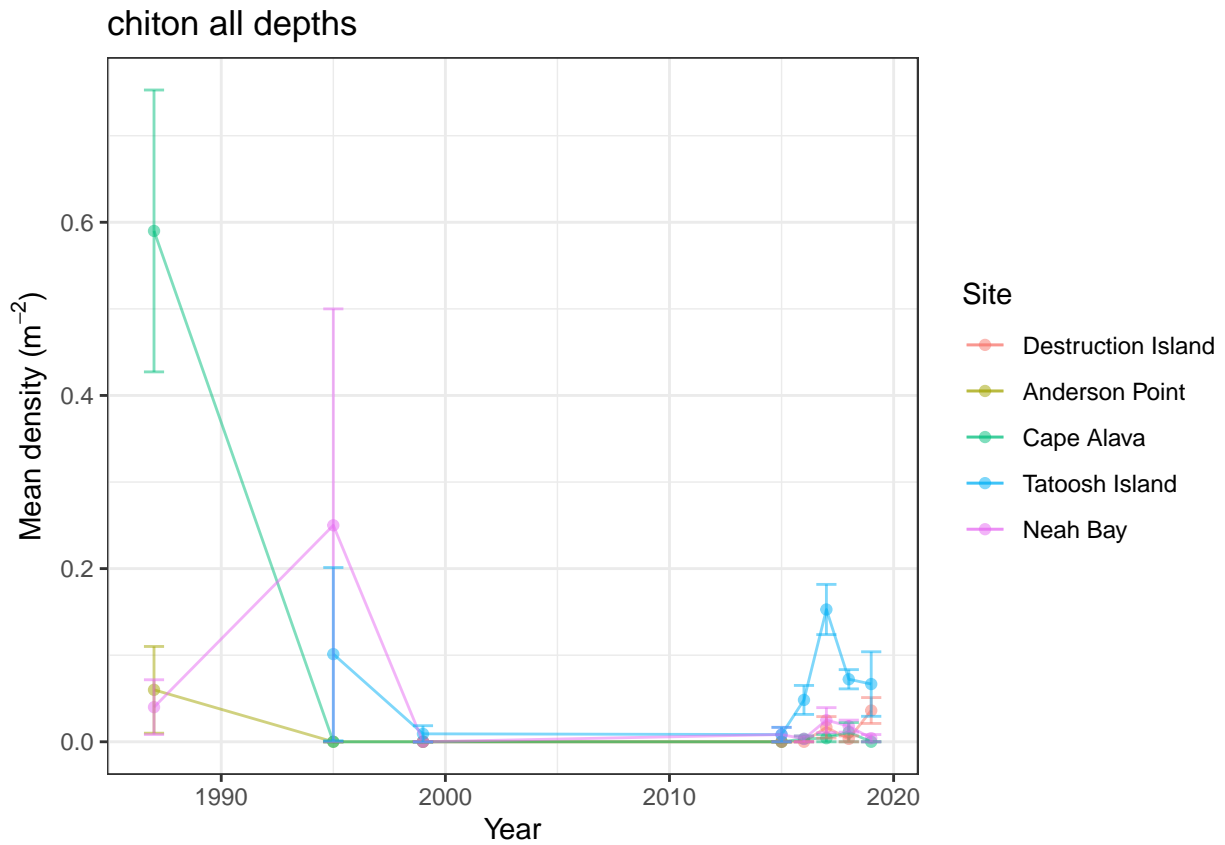 chiton all depths
Mean density (m⁻²)
0.6
0.4
0.2
0.0
1990
2000
2010
2020
Year
Site
Destruction Island
Anderson Point
Cape Alava
Tatoosh Island
Neah Bay